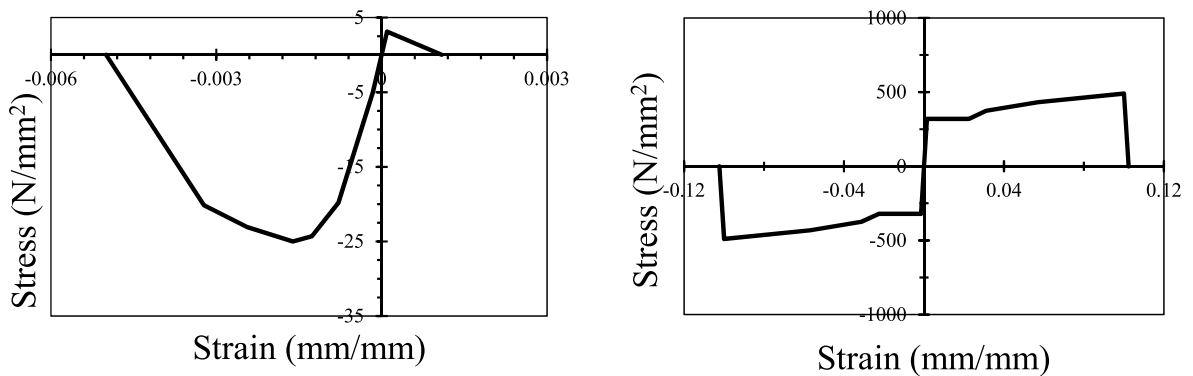 5
-0.006 -0.003 0 0.003
-5
-15
-25
-35
Stress (N/mm²)
Strain (mm/mm)
1000
500
0
-0.12 -0.04 0.04 0.12
-500
-1000
Stress (N/mm²)
Strain (mm/mm)